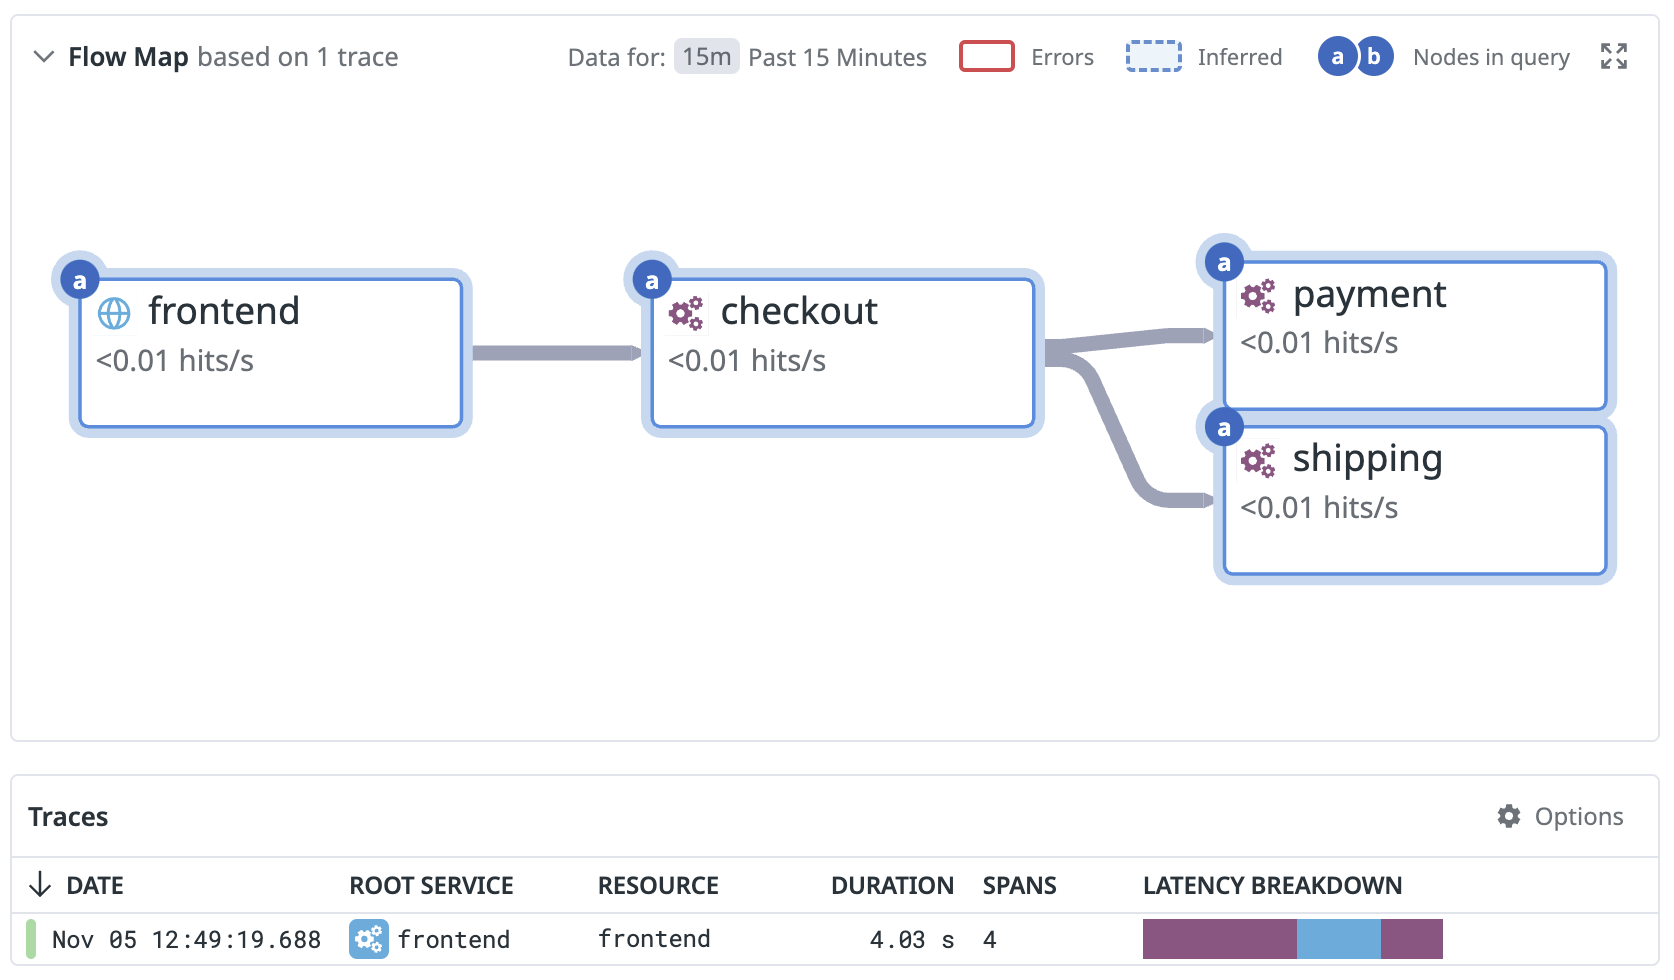 Flow Map based on 1 trace
Data for: 15m Past 15 Minutes
Errors
Inferred
a b Nodes in query
a
frontend
<0.01 hits/s
a
checkout
<0.01 hits/s
a
payment
<0.01 hits/s
a
shipping
<0.01 hits/s
Traces
Options
DATE ROOT SERVICE RESOURCE DURATION SPANS LATENCY BREAKDOWN
Nov 05 12:49:19.688 frontend frontend 4.03 s 4